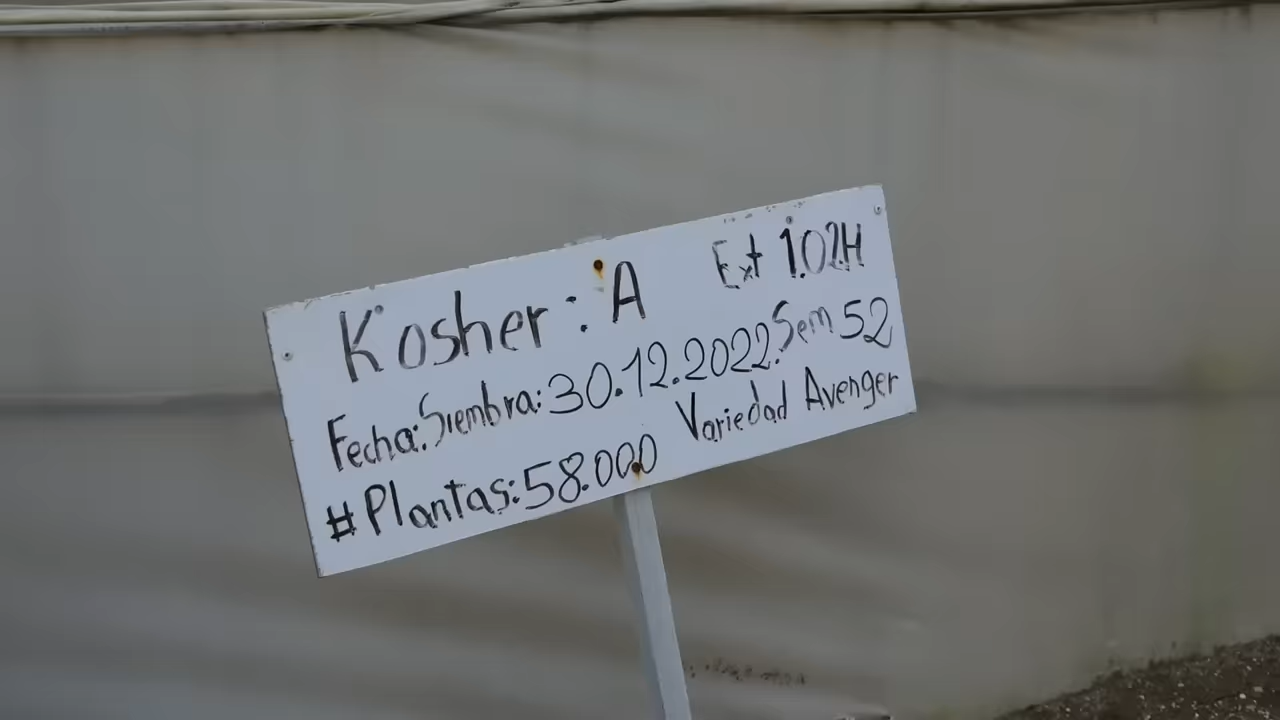 Kosher: A Ext 1.02H
Fecha: Siembra: 30.12.2022. Sem 52
#Plantas: 58.000 Variedad Avenger